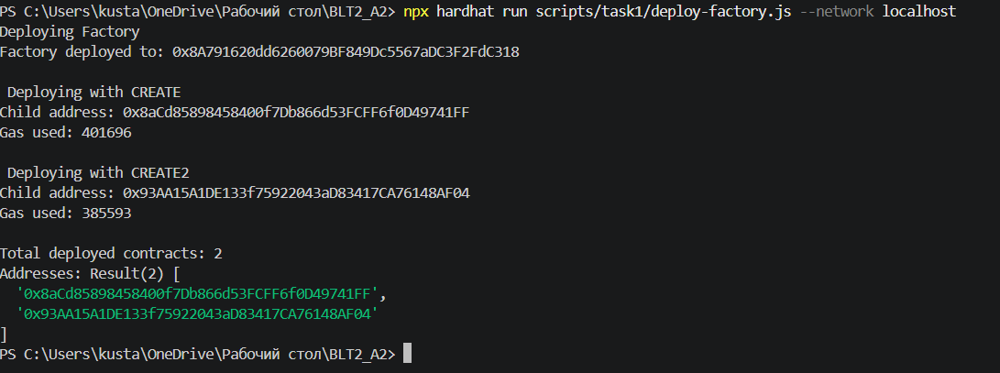 PS C:\Users\kusta\OneDrive\Рабочий стол\BLT2_A2> npx hardhat run scripts/task1/deploy-factory.js --network localhost
Deploying Factory
Factory deployed to: 0x8A791620dd6260079BF849Dc5567aDC3F2FdC318
Deploying with CREATE
Child address: 0x8aCd85898458400f7Db866d53FCFF6f0D49741FF
Gas used: 401696
Deploying with CREATE2
Child address: 0x93AA15A1DE133f75922043aD83417CA76148AF04
Gas used: 385593
Total deployed contracts: 2
Addresses: Result(2) [
'0x8aCd85898458400f7Db866d53FCFF6f0D49741FF',
'0x93AA15A1DE133f75922043aD83417CA76148AF04'
]
PS C:\Users\kusta\OneDrive\Рабочий стол\BLT2_A2>